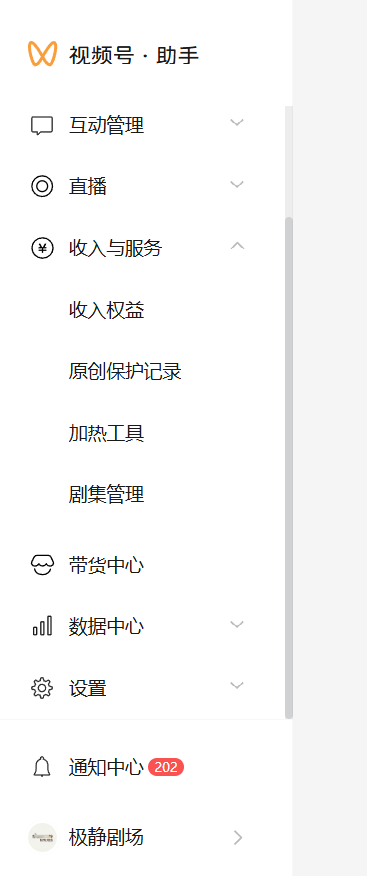 视频号·助手
互动管理
直播
收入与服务
收入权益
原创保护记录
加热工具
剧集管理
带货中心
数据中心
设置
通知中心 202
极静剧场